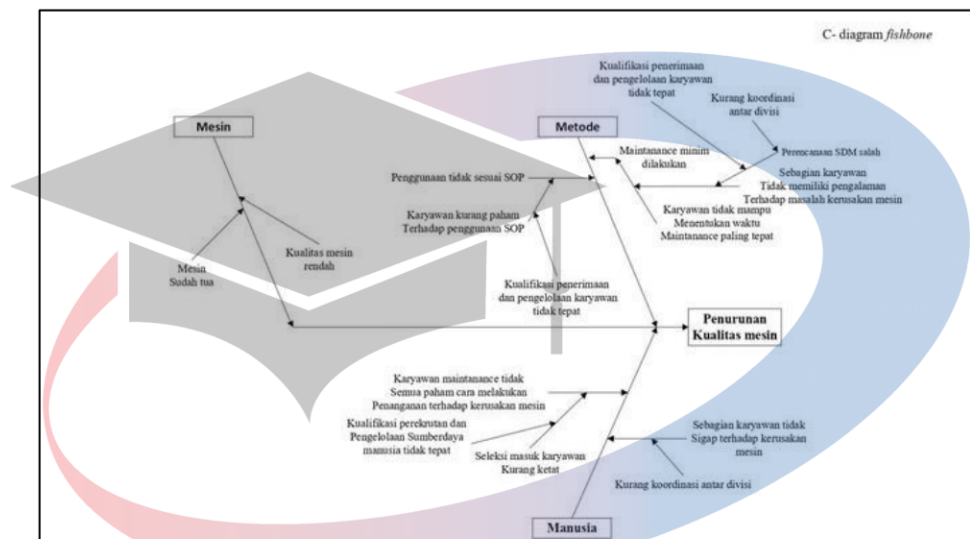 C- diagram fishbone
Kualifikasi penerimaan
dan pengelolaan karyawan
tidak tepat
Kurang koordinasi
antar divisi
Mesin
Metode
Maintanance minim
dilakukan
Perencanaan SDM salah
Penggunaan tidak sesuai SOP
Sebagian karyawan
Tidak memiliki pengalaman
Terhadap masalah kerusakan mesin
Karyawan kurang paham
Terhadap penggunaan SOP
Karyawan tidak mampu
Menentukan waktu
Maintanance paling tepat
Kualitas mesin
rendah
Mesin
Sudah tua
Kualifikasi penerimaan
dan pengelolaan karyawan
tidak tepat
Penurunan
Kualitas mesin
Karyawan maintanance tidak
Semua paham cara melakukan
Penanganan terhadap kerusakan mesin
Kualifikasi perekrutan dan
Pengelolaan Sumberdaya
manusia tidak tepat
Seleksi masuk karyawan
Kurang ketat
Sebagian karyawan tidak
Sigap terhadap kerusakan
mesin
Kurang koordinasi antar divisi
Manusia